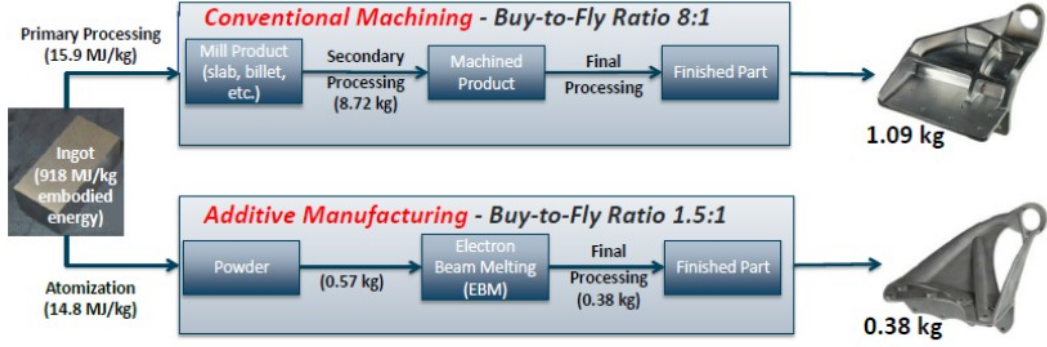 Conventional Machining - Buy-to-Fly Ratio 8:1
Primary Processing
(15.9 MJ/kg)
Mill Product
(slab, billet,
etc.)
Secondary
Processing
(8.72 kg)
Machined
Product
Final
Processing
Finished Part
1.09 kg
Ingot
(918 MJ/kg
embodied
energy)
Additive Manufacturing - Buy-to-Fly Ratio 1.5:1
Atomization
(14.8 MJ/kg)
Powder
(0.57 kg)
Electron
Beam Melting
(EBM)
Final
Processing
(0.38 kg)
Finished Part
0.38 kg